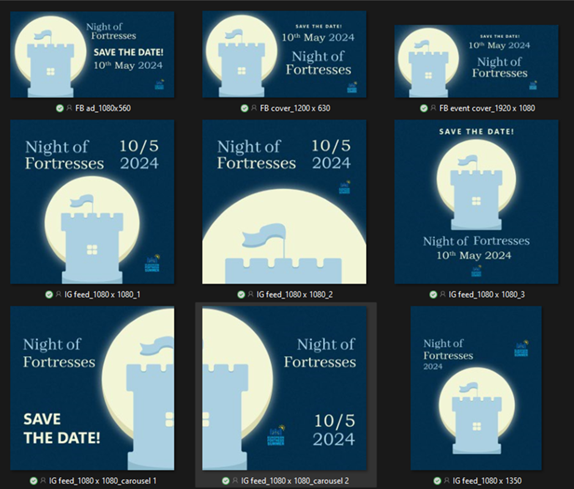 Night of
Fortresses
SAVE THE DATE!
10th May 2024
FB ad_1080x560
SAVE THE DATE!
10th May 2024
Night of
Fortresses
FB cover_1200 x 630
SAVE THE DATE!
10th May 2024
Night of
Fortresses
FB event cover_1920 x 1080
Night of
Fortresses
10/5
2024
IG feed_1080 x 1080_1
Night of
Fortresses
10/5
2024
IG feed_1080 x 1080_2
SAVE THE DATE!
Night of Fortresses
10th May 2024
IG feed_1080 x 1080_3
Night of
Fortresses
SAVE
THE DATE!
IG feed_1080 x 1080_carousel 1
Night of
Fortresses
10/5
2024
IG feed_1080 x 1080_carousel 2
Night of
Fortresses
2024
IG feed_1080 x 1350